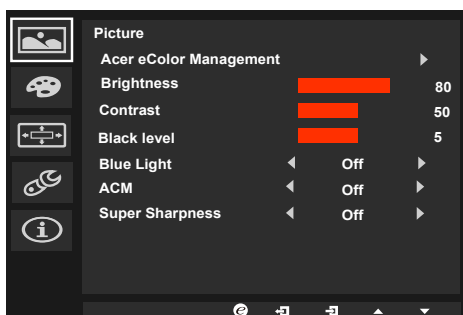 Picture
Acer eColor Management
Brightness 80
Contrast 50
Black level 5
Blue Light Off
ACM Off
Super Sharpness Off